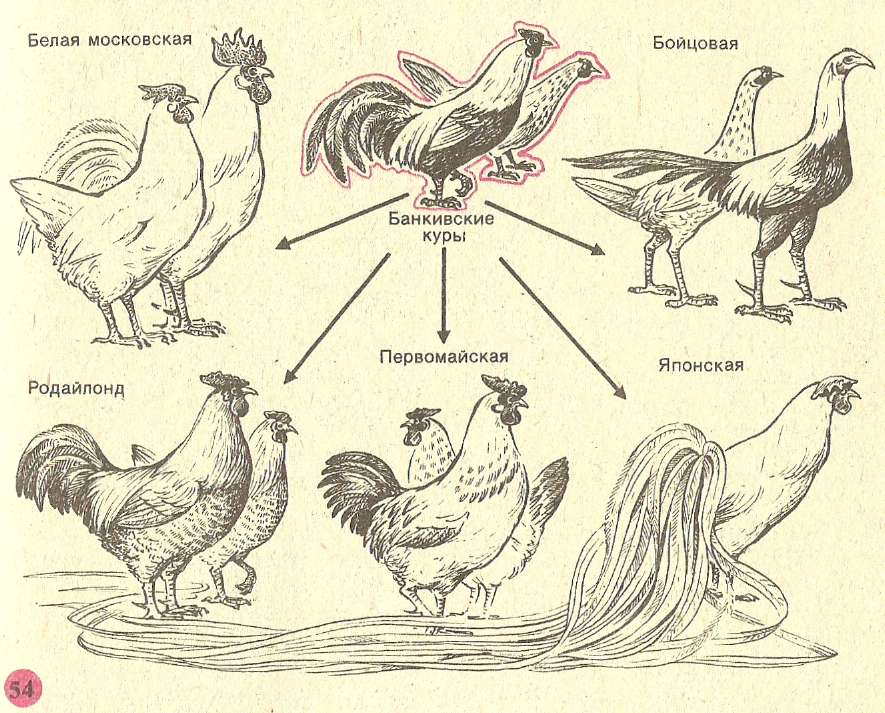 Белая московская
Бойцовая
Банкивские
куры
Первомайская
Родайлонд
Японская
54